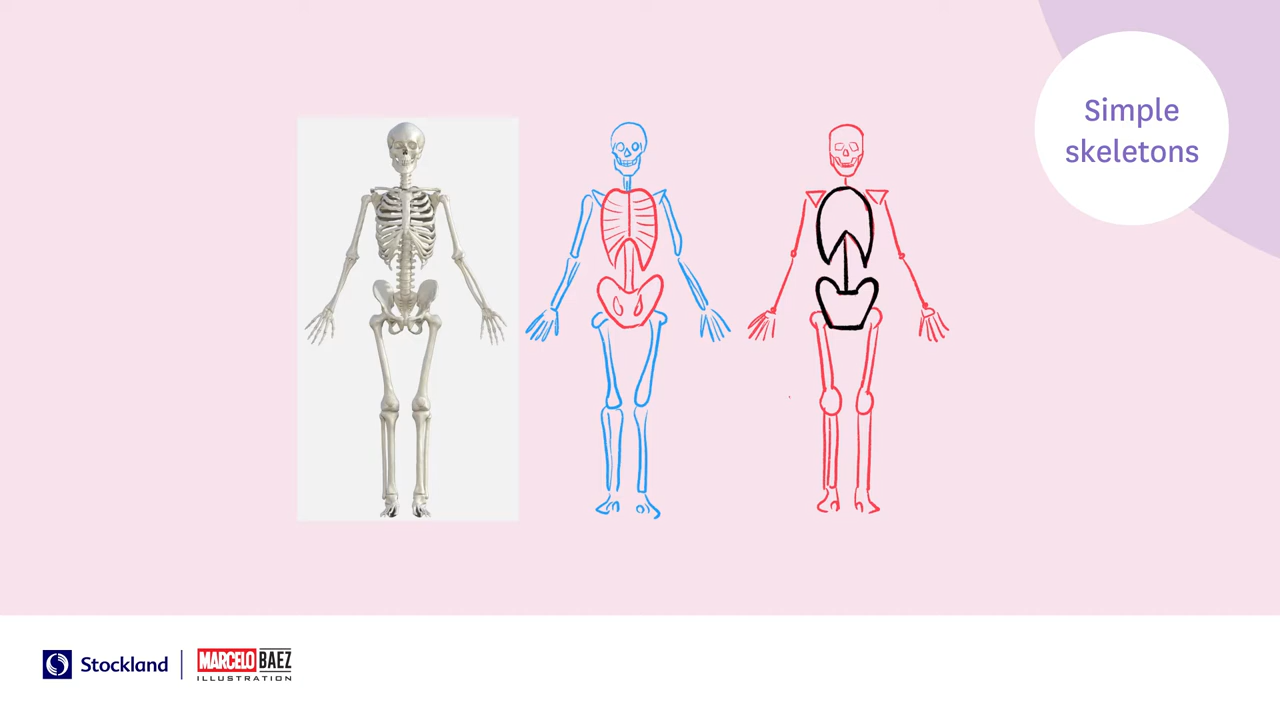 Simple
skeletons
Stockland
MARCELO BAEZ
ILLUSTRATION